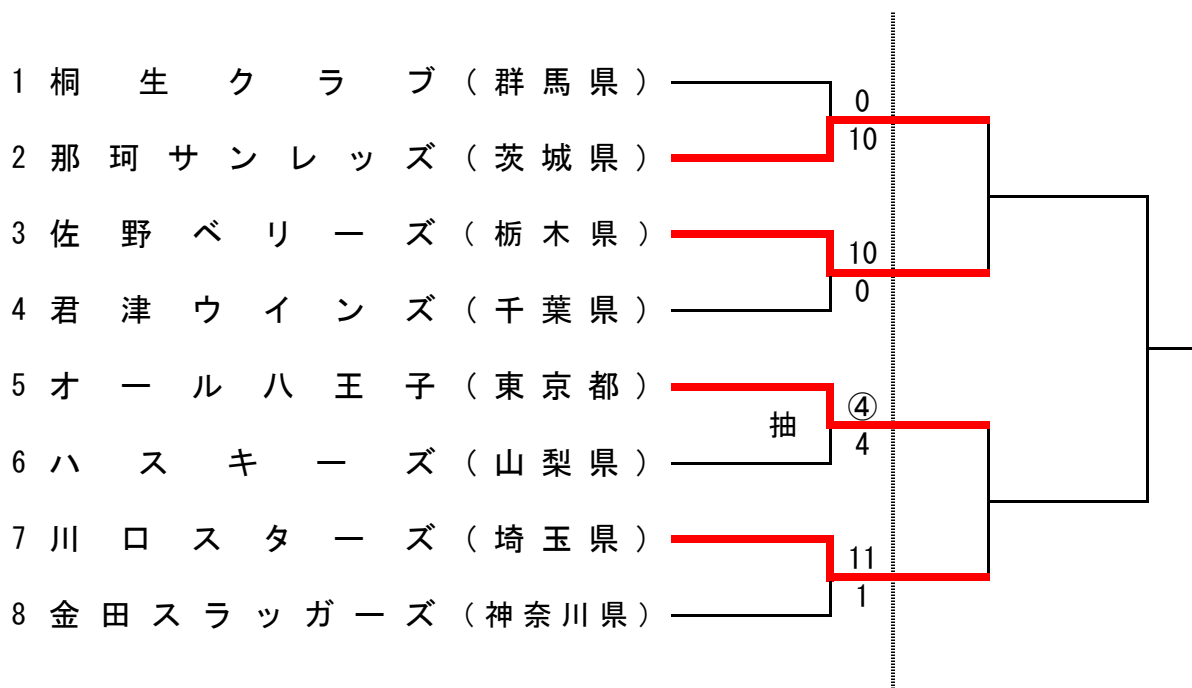 1 桐生クラブ（群馬県）
0
10
2 那珂サンレッズ（茨城県）
3 佐野ベリーズ（栃木県）
10
0
4 君津ウインズ（千葉県）
5 オール八王子（東京都）
抽
④
4
6 ハスキーズ（山梨県）
7 川口スターズ（埼玉県）
11
1
8 金田スラッガーズ（神奈川県）